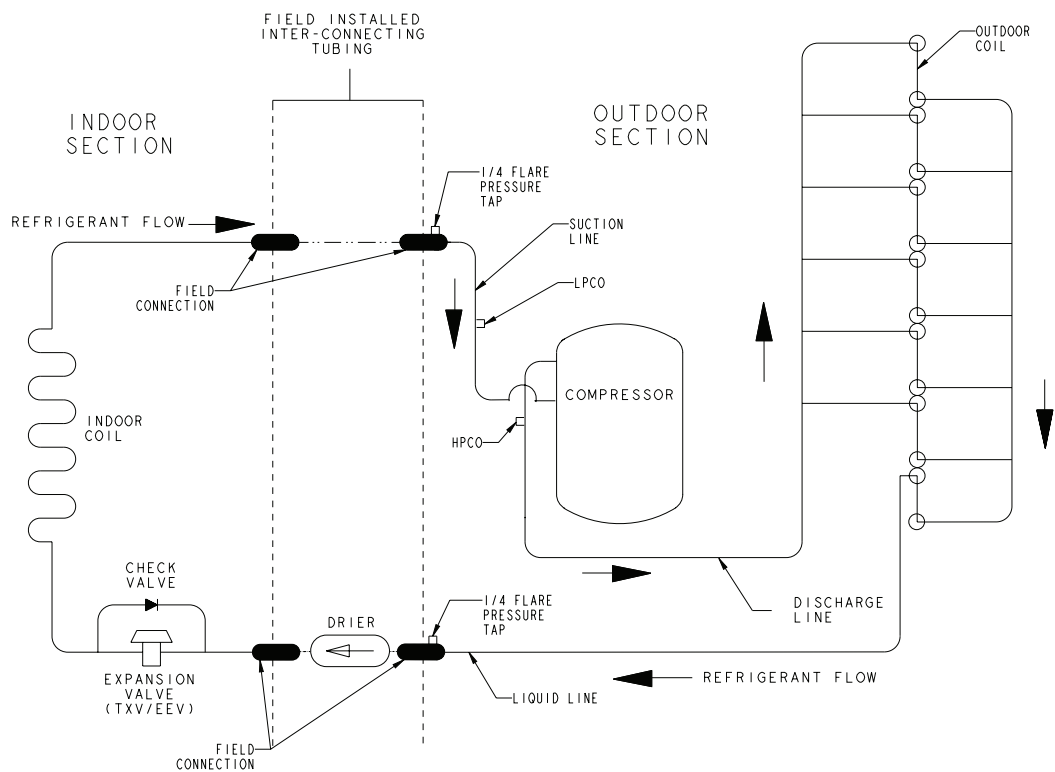 FIELD INSTALLED
INTER-CONNECTING
TUBING
OUTDOOR
COIL
INDOOR
SECTION
OUTDOOR
SECTION
1/4 FLARE
PRESSURE
TAP
REFRIGERANT FLOW
SUCTION
LINE
FIELD
CONNECTION
LPCO
COMPRESSOR
INDOOR
COIL
HPCO
CHECK
VALVE
DRIER
1/4 FLARE
PRESSURE
TAP
DISCHARGE
LINE
EXPANSION
VALVE
(TXV/EEV)
LIQUID LINE
REFRIGERANT FLOW
FIELD
CONNECTION